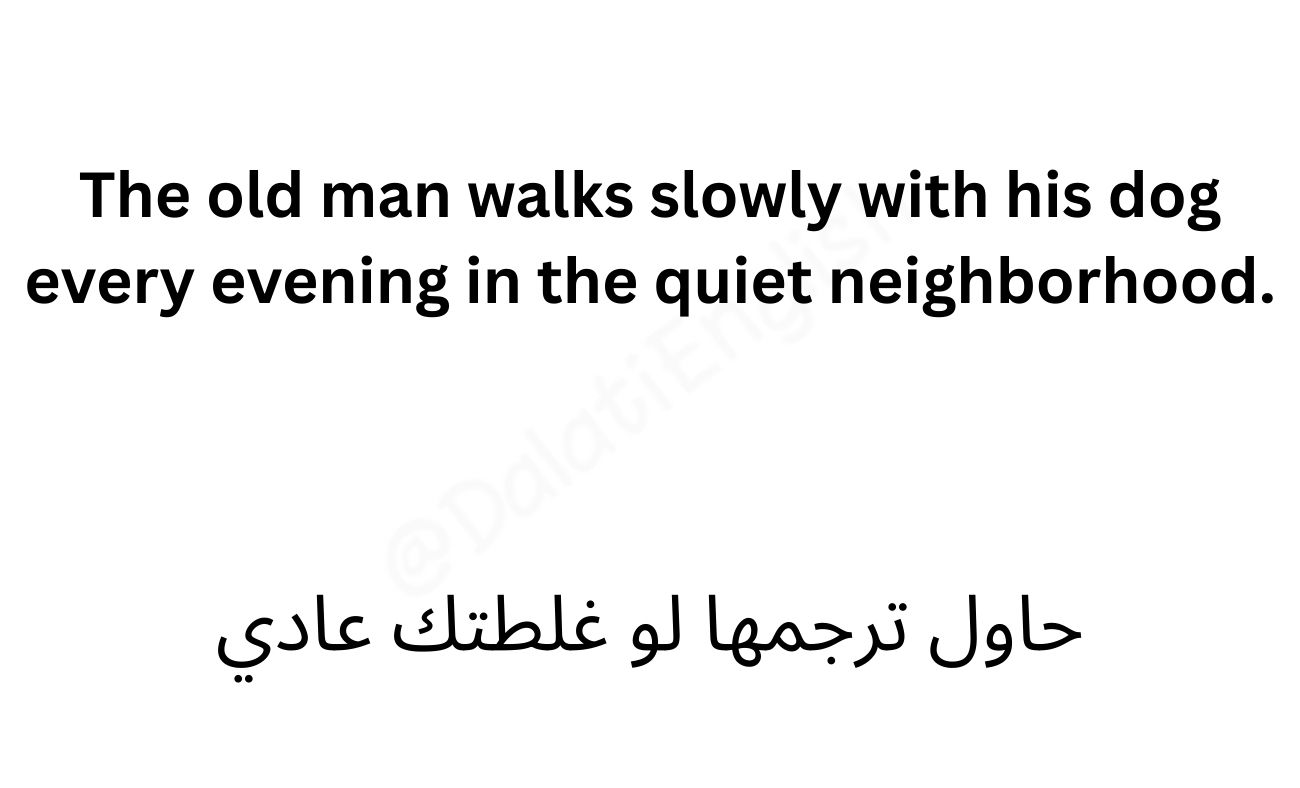 The old man walks slowly with his dog
every evening in the quiet neighborhood.
@DalatiEnglish
حاول ترجمها لو غلطتك عادي